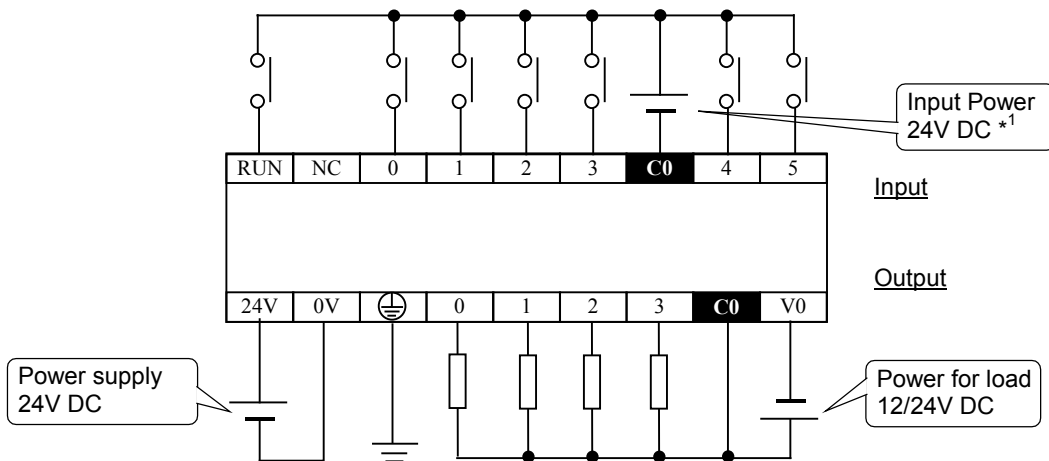 Input Power
24V DC *1
RUN NC 0 1 2 3 C0 4 5
Input
Output
24V 0V 0 1 2 3 C0 V0
Power supply
24V DC
Power for load
12/24V DC